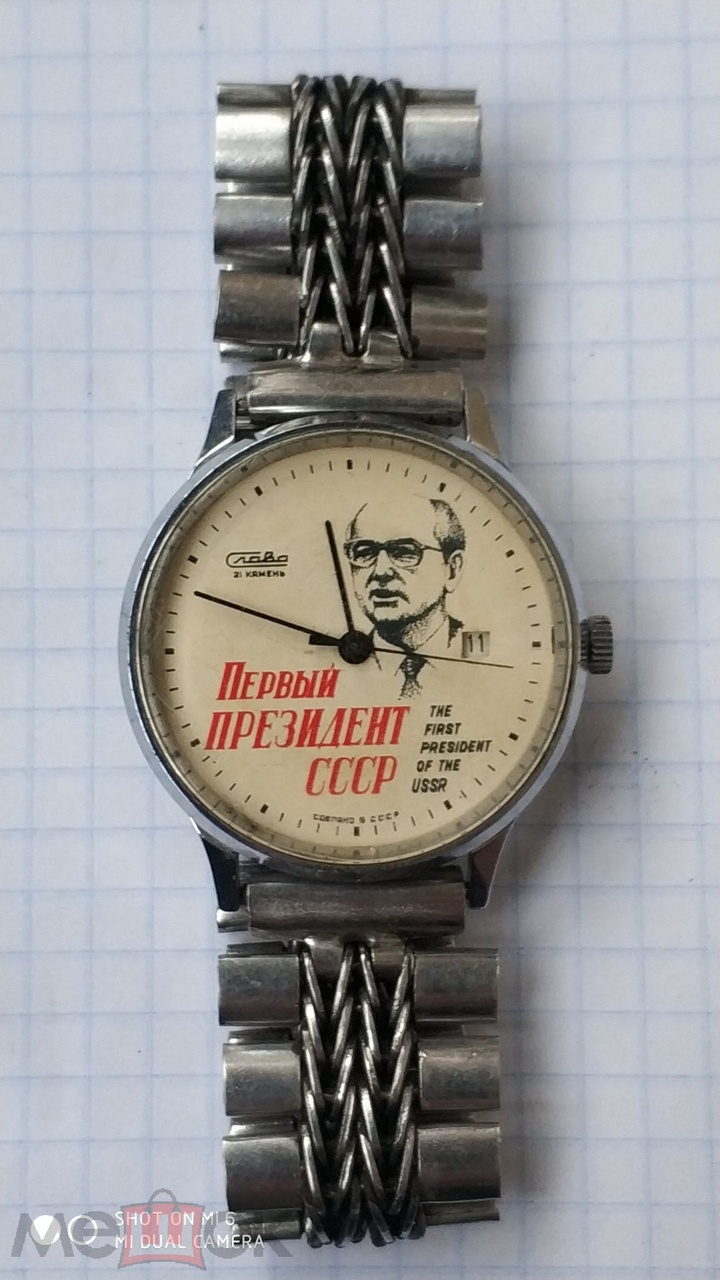 Слава
21 КАМЕНЬ
11
ПЕРВЫЙ
ПРЕЗИДЕНТ
СССР
THE
FIRST
PRESIDENT
OF THE
USSR
СДЕЛАНО В СССР
SHOT ON MI 6
MI DUAL CAMERA
мешок